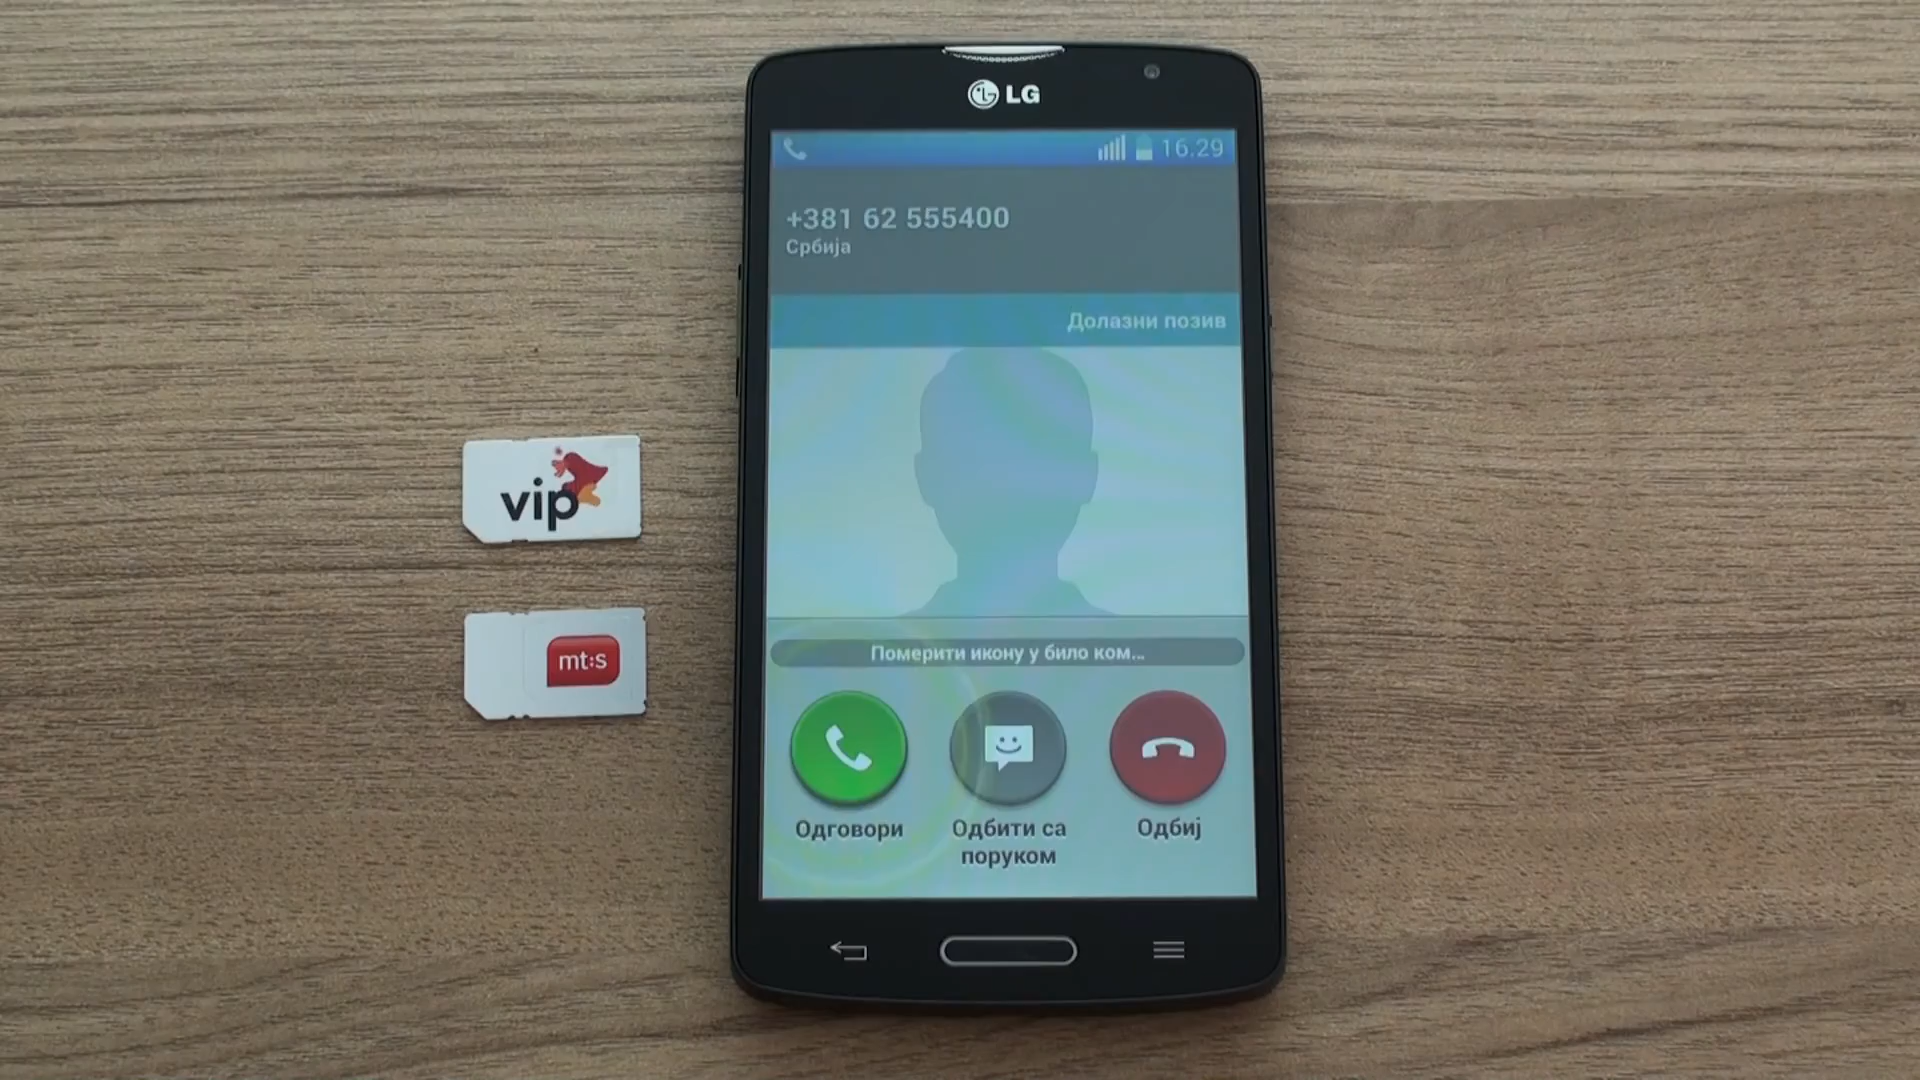 LG
16.29
+381 62 555400
Србија
Долазни позив
vip
mt:s
Померити икону у било ком...
Одговори
Одбити са
поруком
Одбиј